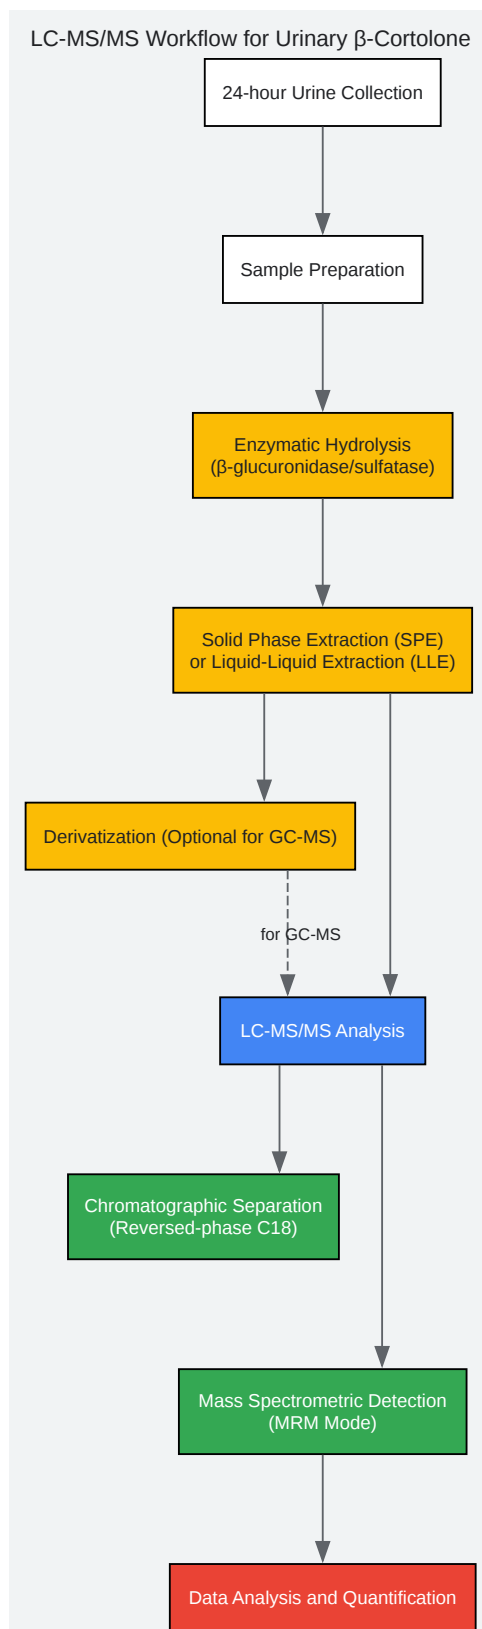 LC-MS/MS Workflow for Urinary β-Cortolone
24-hour Urine Collection
Sample Preparation
Enzymatic Hydrolysis
(β-glucuronidase/sulfatase)
Solid Phase Extraction (SPE)
or Liquid-Liquid Extraction (LLE)
Derivatization (Optional for GC-MS)
for GC-MS
LC-MS/MS Analysis
Chromatographic Separation
(Reversed-phase C18)
Mass Spectrometric Detection
(MRM Mode)
Data Analysis and Quantification